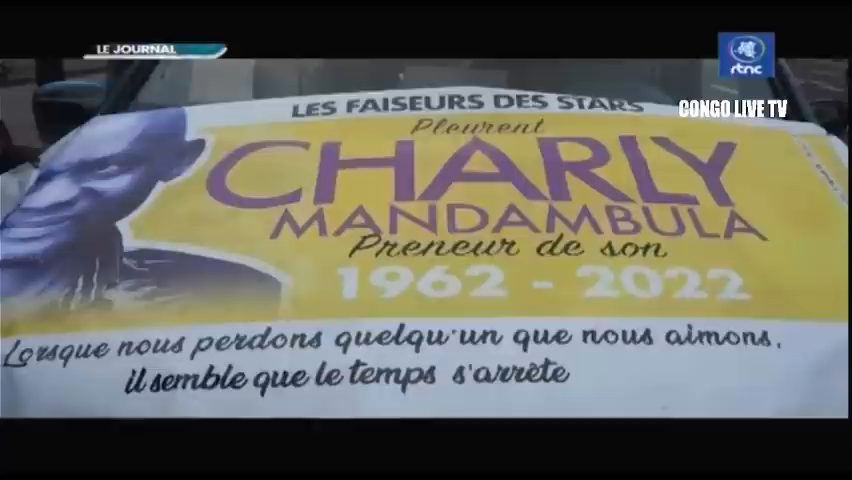 LE JOURNAL
rtnc
CONGO LIVE TV
LES FAISEURS DES STARS
Pleurent
CHARLY
MANDAMBULA
Preneur de son
1962 - 2022
Lorsque nous perdons quelqu'un que nous aimons,
il semble que le temps s'arrête